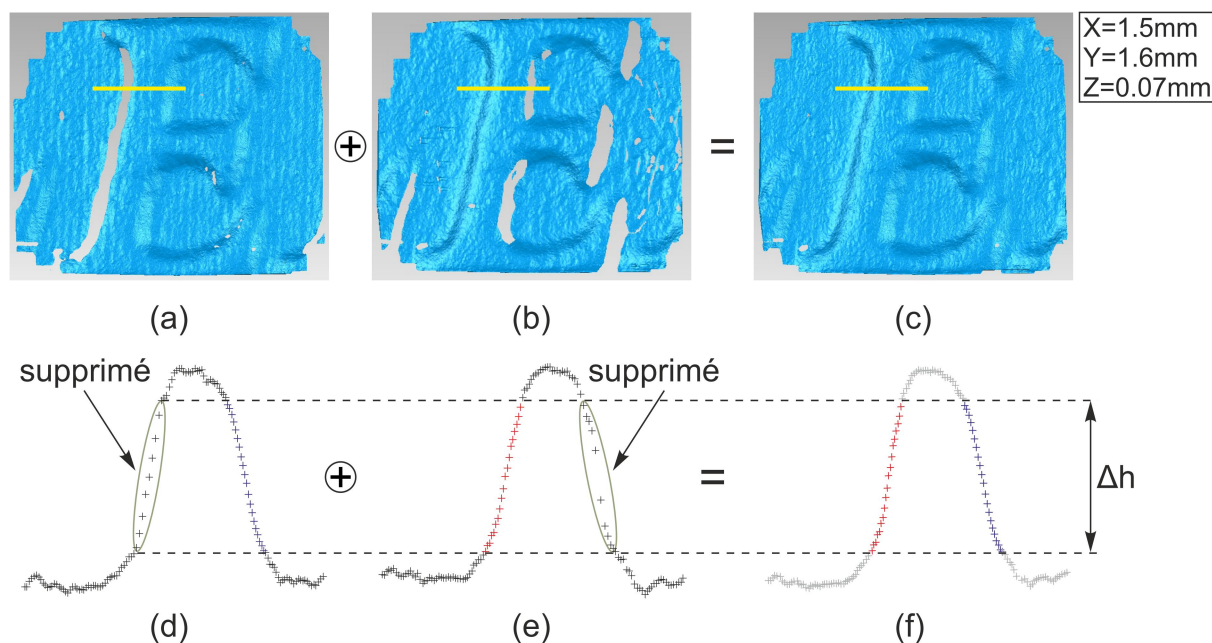 X=1.5mm
Y=1.6mm
Z=0.07mm
⊕
=
(a)
(b)
(c)
supprimé
supprimé
⊕
=
Δh
(d)
(e)
(f)